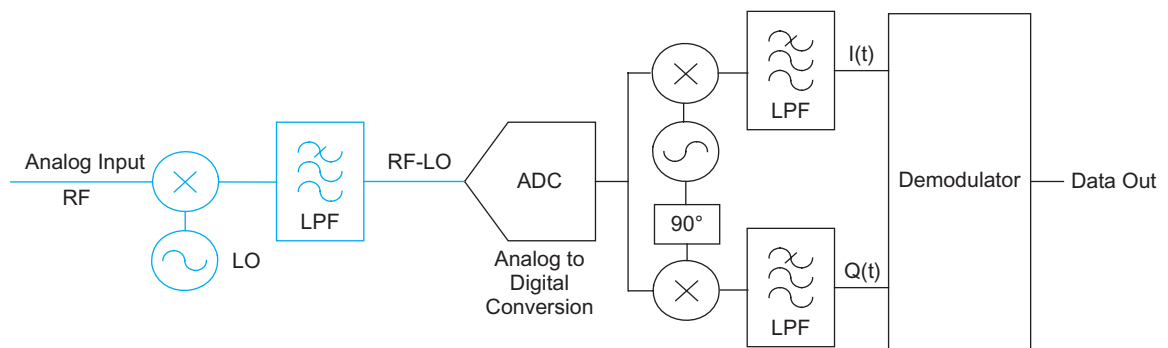 Analog Input
RF
LO
LPF
RF-LO
ADC
Analog to
Digital
Conversion
90°
LPF
I(t)
LPF
Q(t)
Demodulator
Data Out